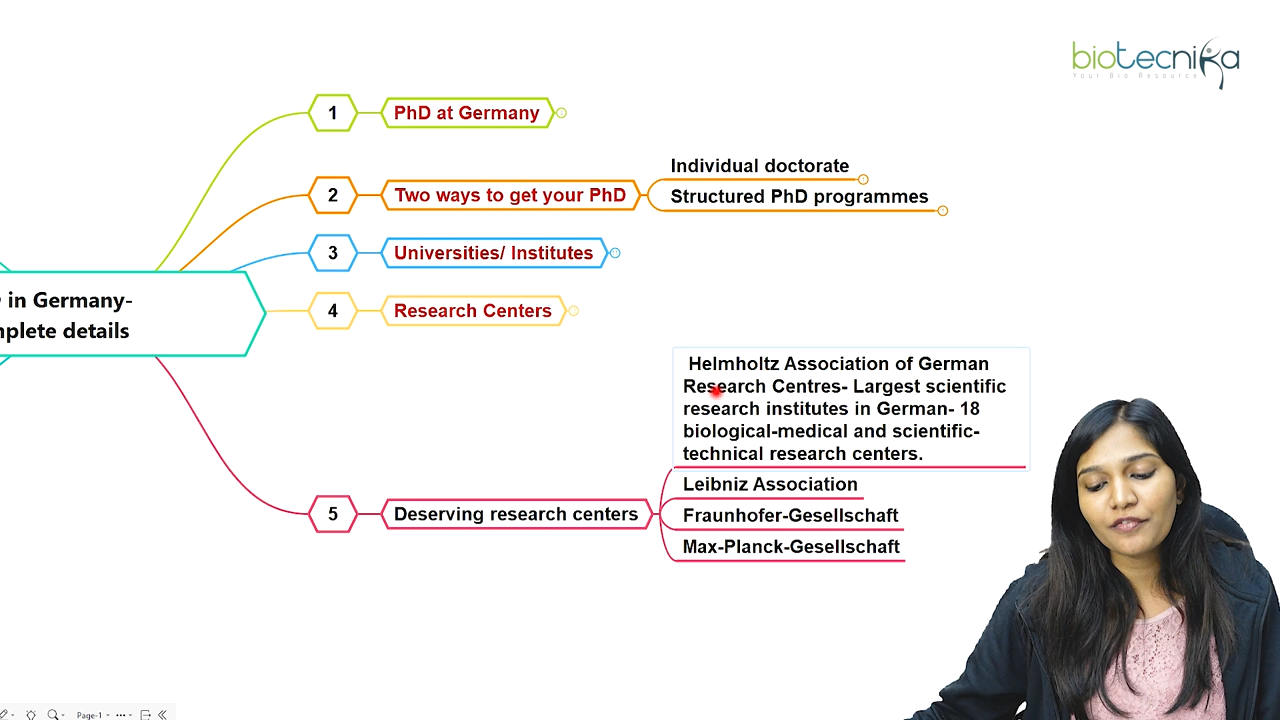 biotecnika
Your Bio Resource
1
PhD at Germany
2
Two ways to get your PhD
Individual doctorate
Structured PhD programmes
3
Universities/ Institutes
in Germany-
mplete details
4
Research Centers
Helmholtz Association of German
Research Centres- Largest scientific
research institutes in German- 18
biological-medical and scientific-
technical research centers.
5
Deserving research centers
Leibniz Association
Fraunhofer-Gesellschaft
Max-Planck-Gesellschaft
Page-1